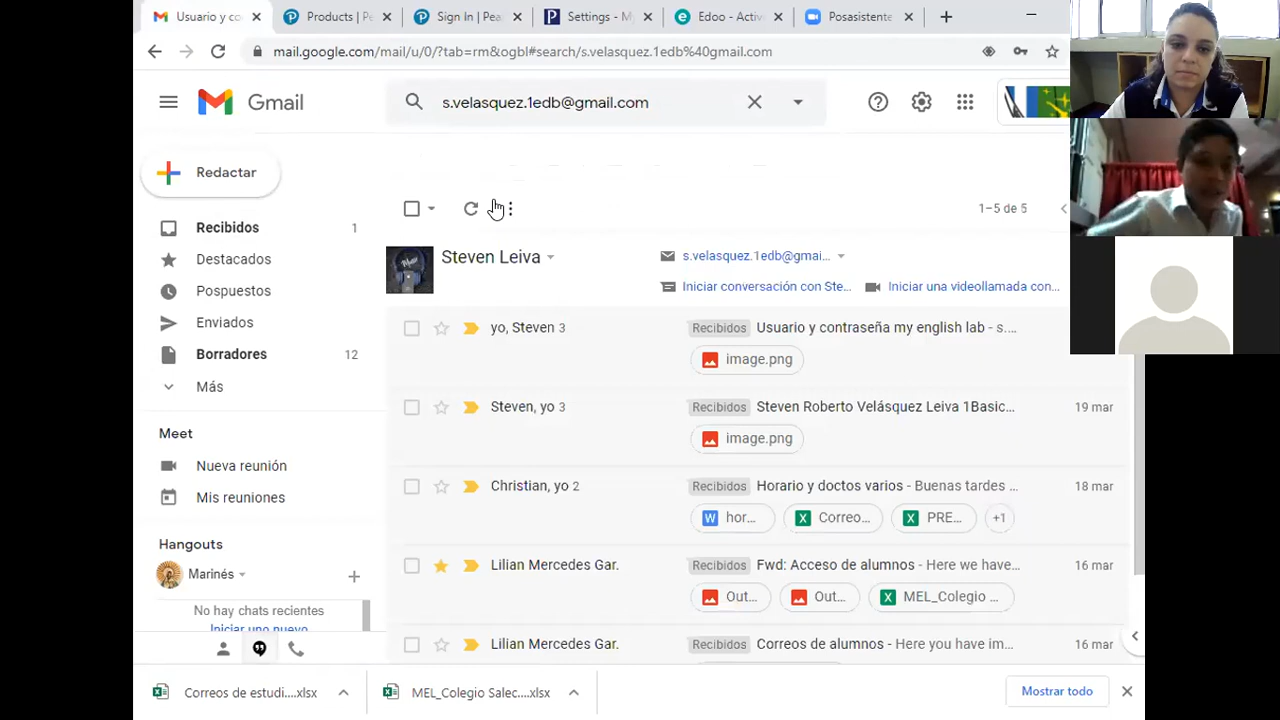 Usuario y co
Products | Pe
Sign In | Pea
Settings - My
Edoo - Activi
Posasistente
mail.google.com/mail/u/0/?tab=rm&ogbl#search/s.velasquez.1edb%40gmail.com
Gmail
s.velasquez.1edb@gmail.com
Redactar
1–5 de 5
Recibidos 1
Destacados
Pospuestos
Enviados
Borradores 12
Más
Steven Leiva
s.velasquez.1edb@gmai...
Iniciar conversación con Ste...
Iniciar una videollamada con...
yo, Steven 3
Recibidos Usuario y contraseña my english lab - s....
image.png
Steven, yo 3
Recibidos Steven Roberto Velásquez Leiva 1Basic... 19 mar
image.png
Christian, yo 2
Recibidos Horario y doctos varios - Buenas tardes ... 18 mar
hor...
Correo...
PRE...
+1
Lilian Mercedes Gar.
Recibidos Fwd: Acceso de alumnos - Here we have... 16 mar
Out...
Out...
MEL_Colegio ...
Lilian Mercedes Gar.
Recibidos Correos de alumnos - Here you have im... 16 mar
Meet
Nueva reunión
Mis reuniones
Hangouts
Marinés
No hay chats recientes
Iniciar uno nuevo
Correos de estudi....xlsx
MEL_Colegio Salec....xlsx
Mostrar todo